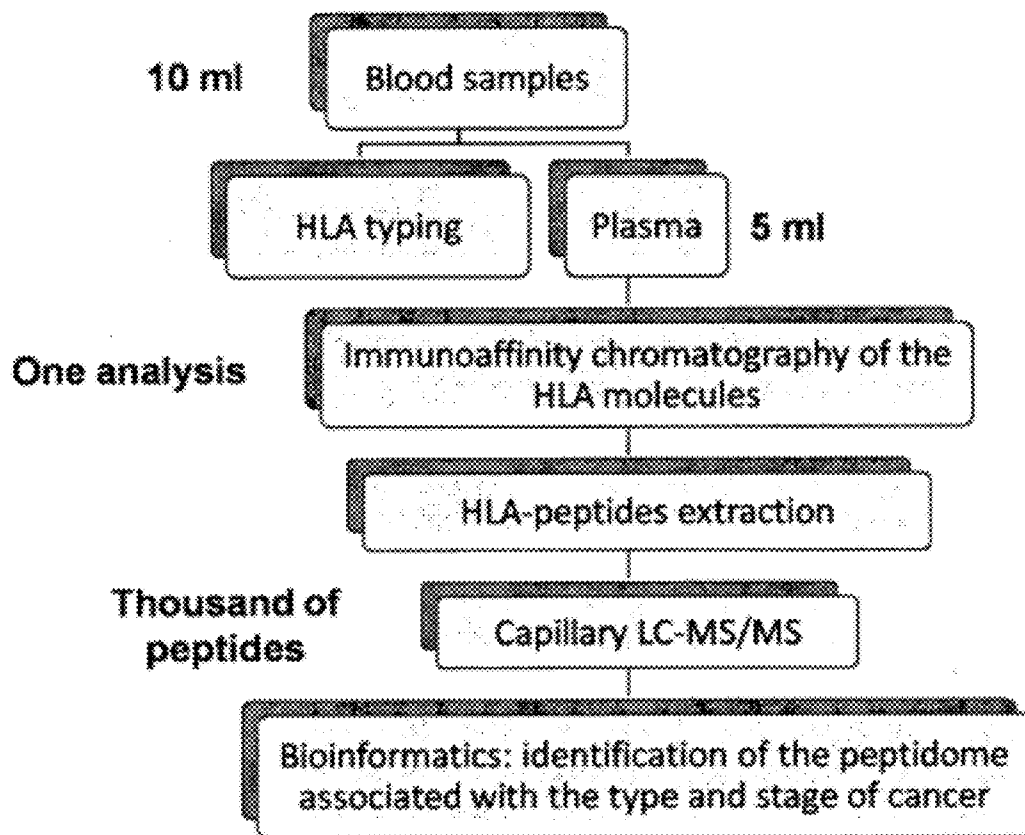 10 ml
Blood samples
HLA typing
Plasma
5 ml
One analysis
Immunoaffinity chromatography of the
HLA molecules
HLA-peptides extraction
Thousand of
peptides
Capillary LC-MS/MS
Bioinformatics: identification of the peptidome
associated with the type and stage of cancer